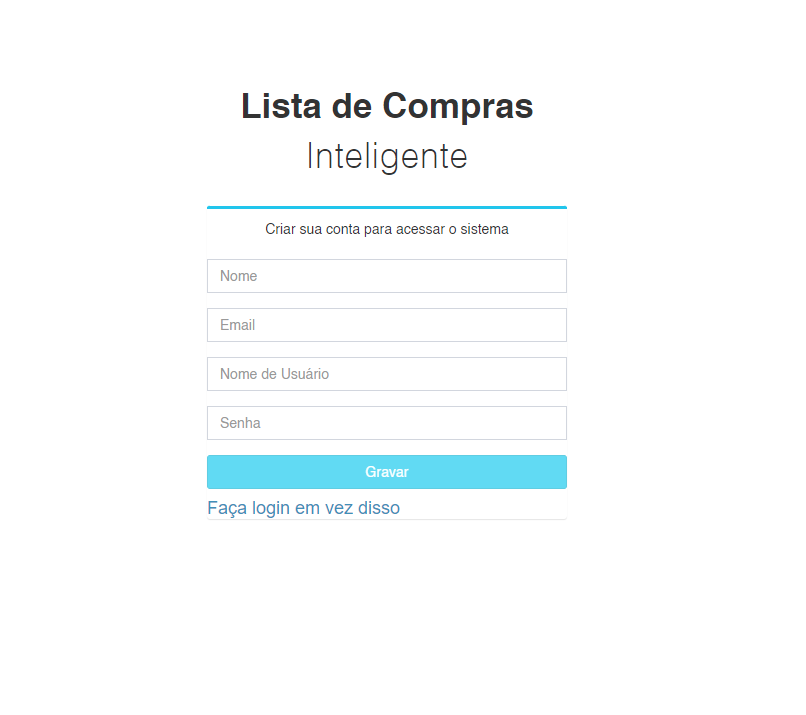 Lista de Compras
Inteligente
Criar sua conta para acessar o sistema
Nome
Email
Nome de Usuário
Senha
Gravar
Faça login em vez disso